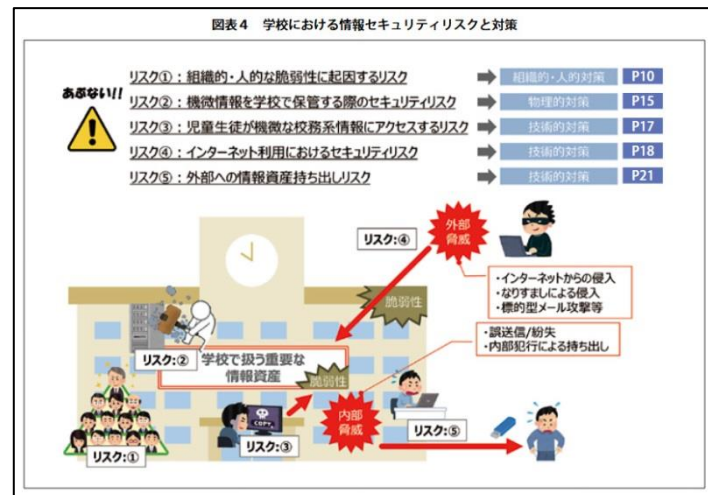 図表4 学校における情報セキュリティリスクと対策
あぶない!!
リスク①:組織的・人的な脆弱性に起因するリスク 組織的・人的対策 P10
リスク②:機微情報を学校で保管する際のセキュリティリスク 物理的対策 P15
リスク③:児童生徒が機微な校務系情報にアクセスするリスク 技術的対策 P17
リスク④:インターネット利用におけるセキュリティリスク 技術的対策 P18
リスク⑤:外部への情報資産持ち出しリスク 技術的対策 P21
リスク:④
外部
脅威
・インターネットからの侵入
・なりすましによる侵入
・標的型メール攻撃等
脆弱性
・誤送信/紛失
・内部犯行による持ち出し
リスク:②
学校で扱う重要な
情報資産
脆弱性
COPY
内部
脅威
リスク:①
リスク:③
リスク:⑤